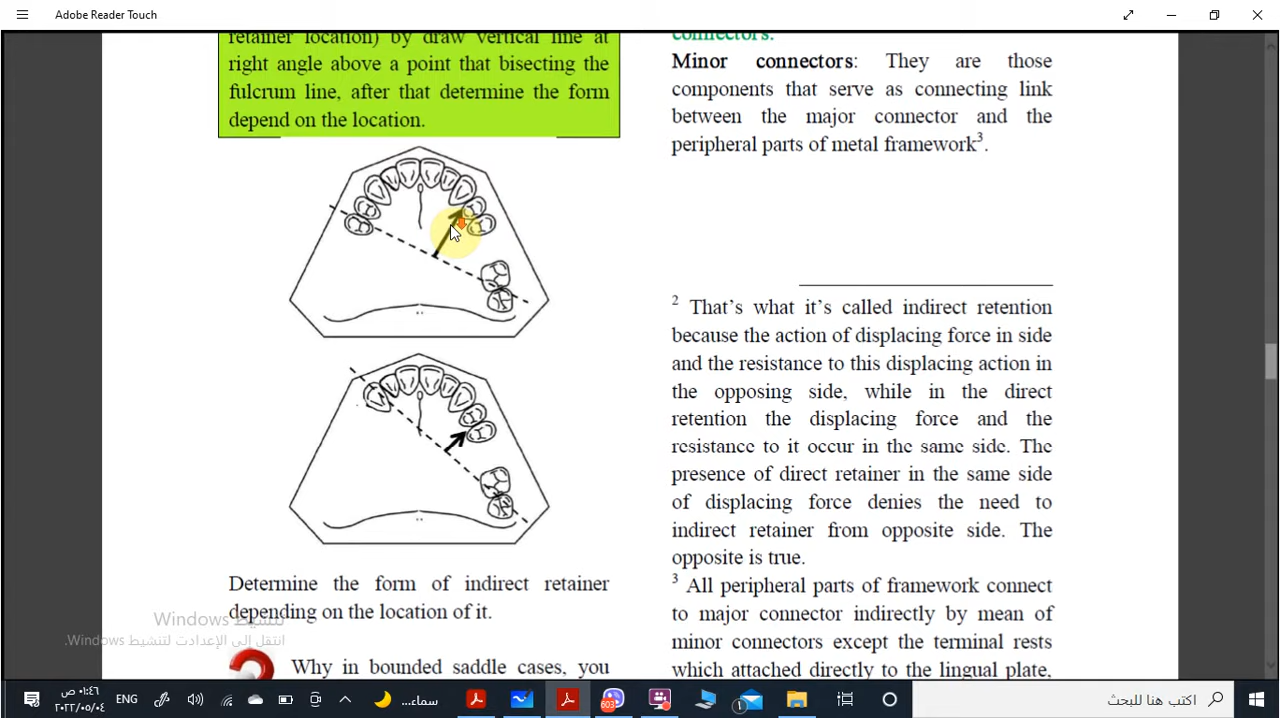 Adobe Reader Touch
retainer location) by draw vertical line at
right angle above a point that bisecting the
fulcrum line, after that determine the form
depend on the location.
Determine the form of indirect retainer
depending on the location of it.
Why in bounded saddle cases, you
connectors.
Minor connectors: They are those
components that serve as connecting link
between the major connector and the
peripheral parts of metal framework3.
2 That’s what it’s called indirect retention
because the action of displacing force in side
and the resistance to this displacing action in
the opposing side, while in the direct
retention the displacing force and the
resistance to it occur in the same side. The
presence of direct retainer in the same side
of displacing force denies the need to
indirect retainer from opposite side. The
opposite is true.
3 All peripheral parts of framework connect
to major connector indirectly by mean of
minor connectors except the terminal rests
which attached directly to the lingual plate,
تنشيط Windows
انتقل إلى الإعدادت لتنشيط Windows.
٠١:٤٦ ص
٢٠٢٢/٠٥/٠٤
ENG
سماء...
603
١
اكتب هنا للبحث